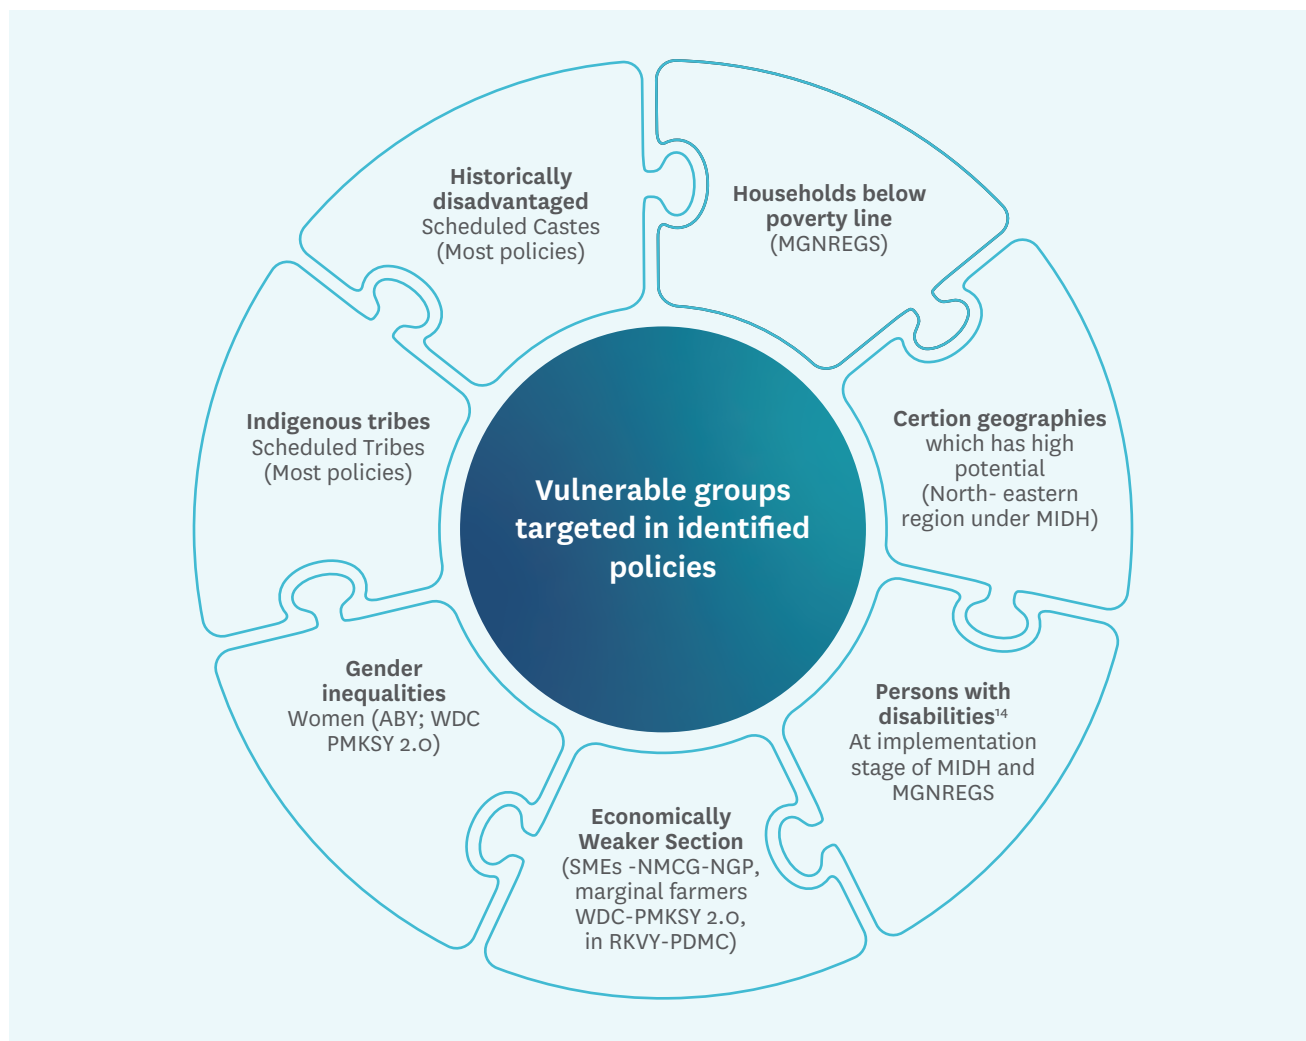 Historically
disadvantaged
Scheduled Castes
(Most policies)
Households below
poverty line
(MGNREGS)
Certion geographies
which has high
potential
(North- eastern
region under MIDH)
Persons with
disabilities¹⁴
At implementation
stage of MIDH and
MGNREGS
Economically
Weaker Section
(SMEs -NMCG-NGP,
marginal farmers
WDC-PMKSY 2.0,
in RKVY-PDMC)
Gender
inequalities
Women (ABY; WDC
PMKSY 2.0)
Indigenous tribes
Scheduled Tribes
(Most policies)
Vulnerable groups
targeted in identified
policies